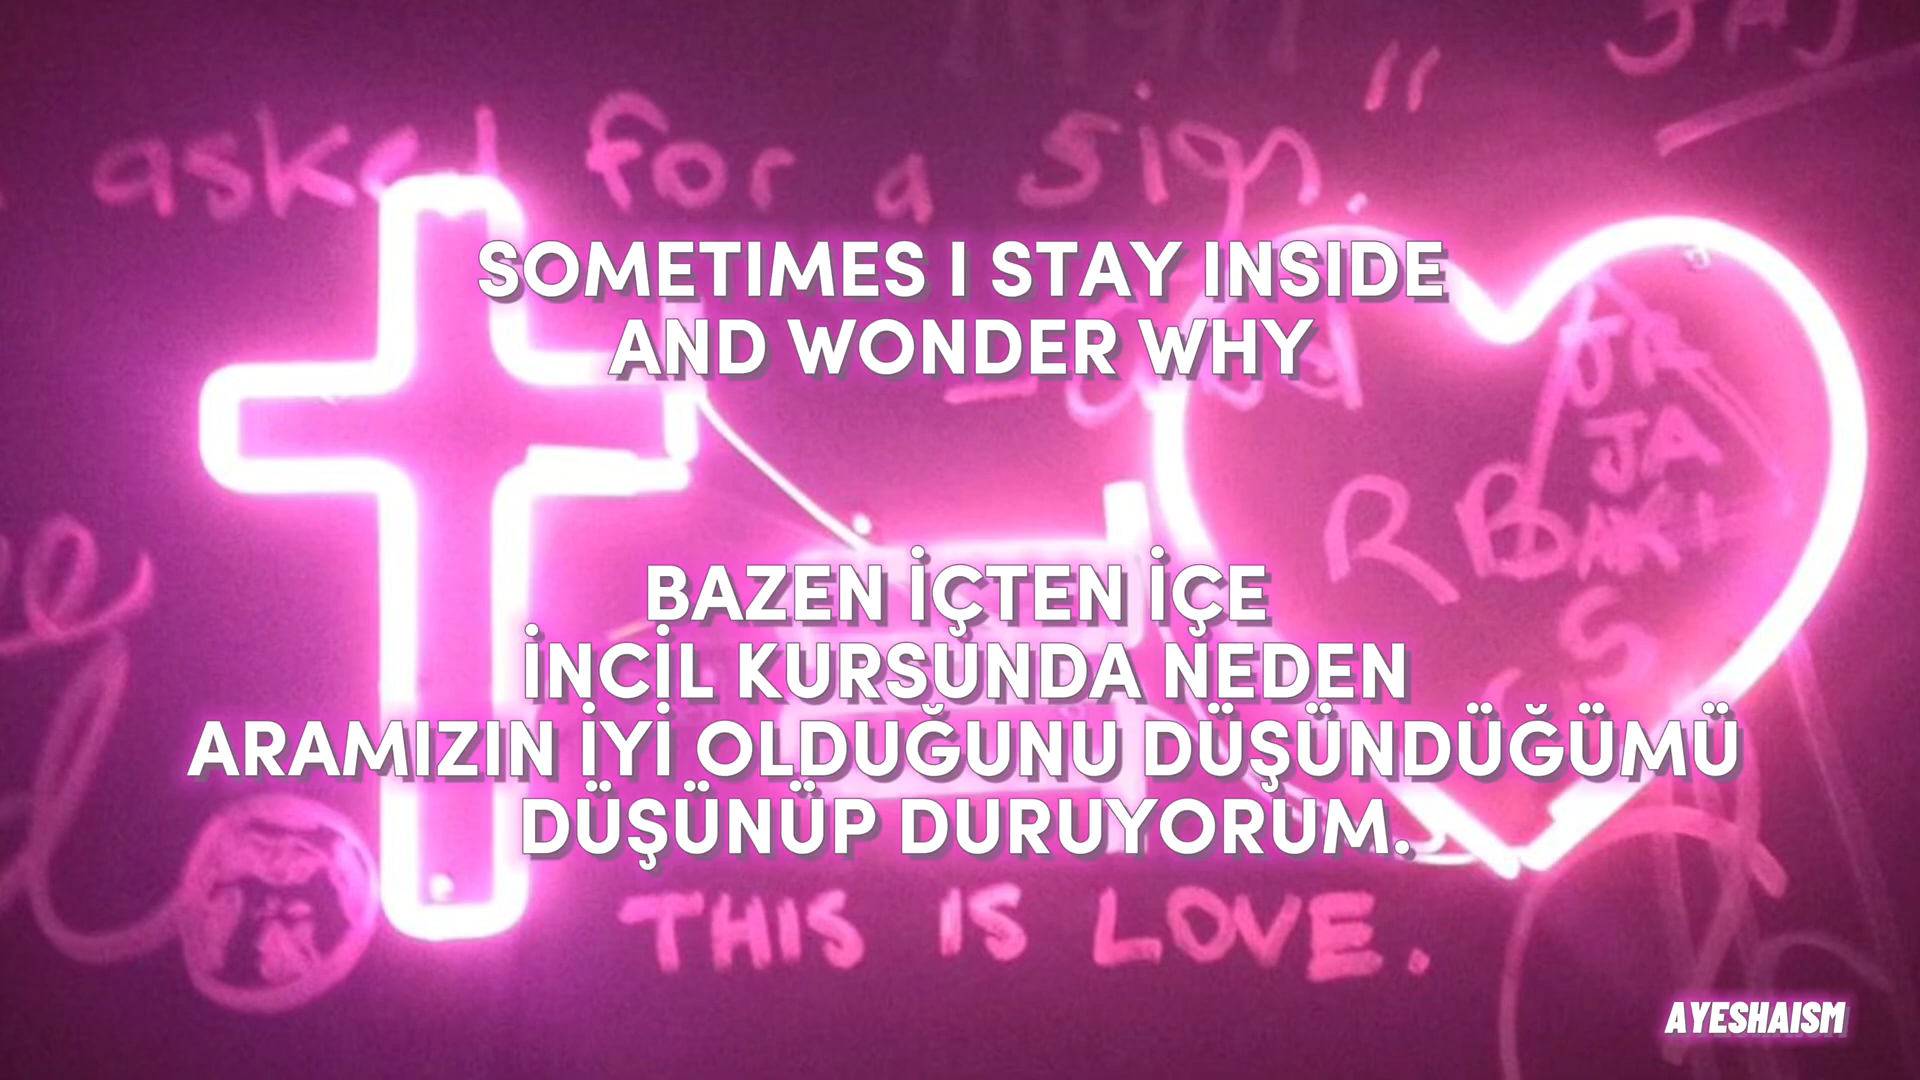 asked for a sign."
SOMETIMES I STAY INSIDE
AND WONDER WHY
BAZEN İÇTEN İÇE
İNCİL KURSUNDA NEDEN
ARAMIZIN İYİ OLDUĞUNU DÜŞÜNDÜĞÜMÜ
DÜŞÜNÜP DURUYORUM.
THIS IS LOVE.
AYESHAISM